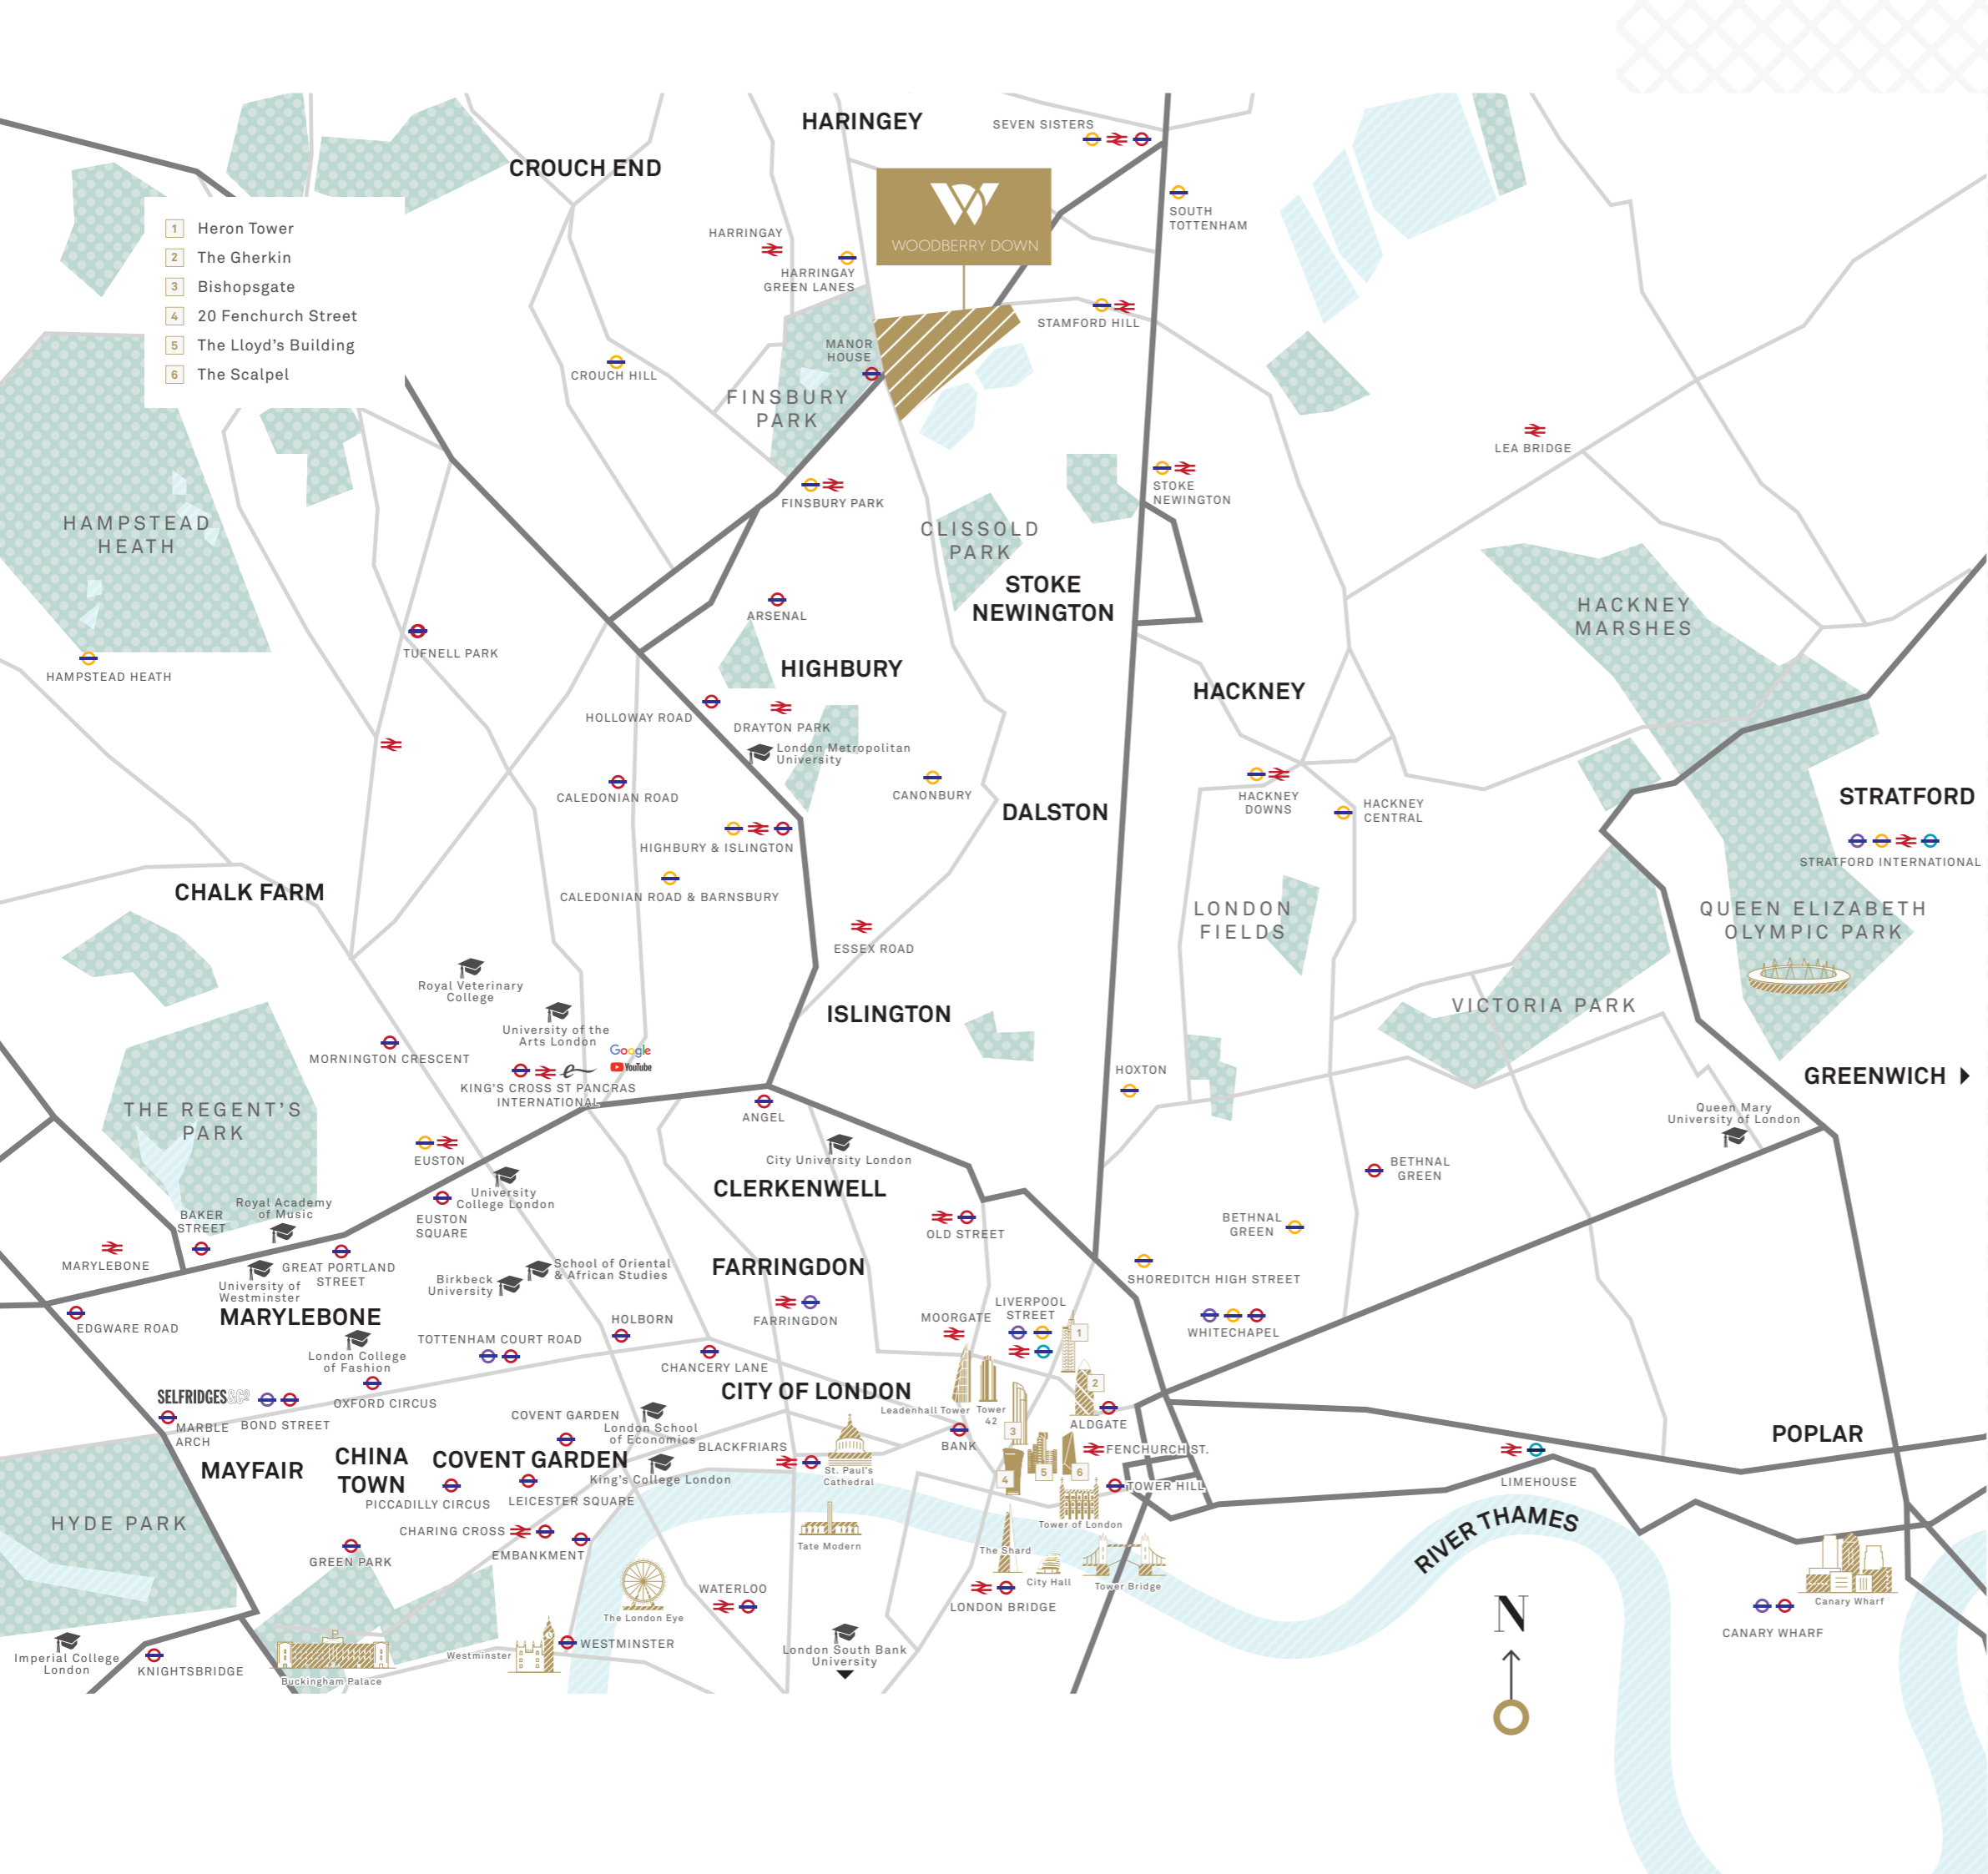 HARINGEY
SEVEN SISTERS
CROUCH END
WOODBERRY DOWN
SOUTH
TOTTENHAM
1 Heron Tower
2 The Gherkin
3 Bishopsgate
4 20 Fenchurch Street
5 The Lloyd's Building
6 The Scalpel
HARRINGAY
HARRINGAY
GREEN LANES
STAMFORD HILL
MANOR
HOUSE
CROUCH HILL
FINSBURY
PARK
LEA BRIDGE
FINSBURY PARK
STOKE
NEWINGTON
HAMPSTEAD
HEATH
CLISSOLD
PARK
STOKE
NEWINGTON
HACKNEY
MARSHES
ARSENAL
TUFNELL PARK
HAMPSTEAD HEATH
HIGHBURY
HACKNEY
HOLLOWAY ROAD
DRAYTON PARK
London Metropolitan
University
CALEDONIAN ROAD
CANONBURY
HACKNEY
DOWNS
HACKNEY
CENTRAL
DALSTON
STRATFORD
STRATFORD INTERNATIONAL
HIGHBURY & ISLINGTON
CALEDONIAN ROAD & BARNSBURY
CHALK FARM
LONDON
FIELDS
QUEEN ELIZABETH
OLYMPIC PARK
ESSEX ROAD
Royal Veterinary
College
VICTORIA PARK
ISLINGTON
University of the
Arts London
MORNINGTON CRESCENT
Google
YouTube
KING'S CROSS ST PANCRAS
INTERNATIONAL
HOXTON
GREENWICH
THE REGENT'S
PARK
ANGEL
Queen Mary
University of London
EUSTON
City University London
BETHNAL
GREEN
University
College London
CLERKENWELL
Royal Academy
of Music
BAKER
STREET
EUSTON
SQUARE
OLD STREET
BETHNAL
GREEN
MARYLEBONE
GREAT PORTLAND
STREET
University of
Westminster
School of Oriental
& African Studies
Birkbeck
University
FARRINGDON
SHOREDITCH HIGH STREET
MARYLEBONE
EDGWARE ROAD
HOLBORN
FARRINGDON
MOORGATE
LIVERPOOL
STREET
WHITECHAPEL
1
TOTTENHAM COURT ROAD
London College
of Fashion
CHANCERY LANE
CITY OF LONDON
2
SELFRIDGES&CO
OXFORD CIRCUS
BOND STREET
MARBLE
ARCH
COVENT GARDEN
London School
of Economics
Leadenhall Tower
Tower
42
ALDGATE
3
BANK
BLACKFRIARS
FENCHURCH ST.
POPLAR
MAYFAIR
CHINA
TOWN
COVENT GARDEN
King's College London
St. Paul's
Cathedral
4
5
6
TOWER HILL
LIMEHOUSE
PICCADILLY CIRCUS
LEICESTER SQUARE
HYDE PARK
CHARING CROSS
EMBANKMENT
Tate Modern
Tower of London
RIVER THAMES
GREEN PARK
The Shard
City Hall
Tower Bridge
The London Eye
WATERLOO
LONDON BRIDGE
N
Canary Wharf
CANARY WHARF
Imperial College
London
KNIGHTSBRIDGE
Buckingham Palace
Westminster
WESTMINSTER
London South Bank
University